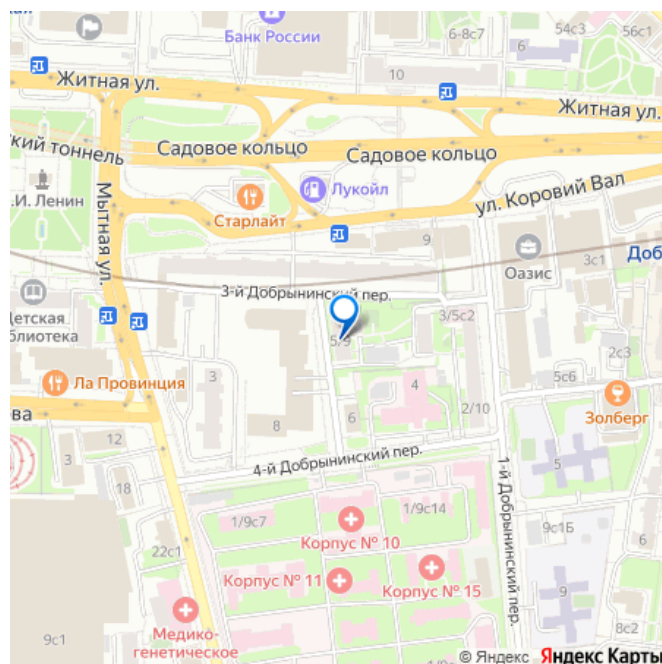 6-8с7
54с3
56с1
Банк России
10
Житная ул.
Житная ул.
ский тоннель
Садовое кольцо
Садовое кольцо
.И. Ленин
Мытная ул.
Лукойл
Старлайт
ул. Коровий Вал
9
Оазис
3с1
Доб
3-й Добрынинский пер.
Детская
блиотека
5/9
3/5с2
2с3
Ла Провинция
3
4
5с6
ова
8
6
2/10
Золберг
12
3
4-й Добрынинский пер.
1-й Добрынинский пер.
5
5
18
1/9с7
1/9с14
Корпус № 10
9с1Б
6
22с1
Корпус № 11
Корпус № 15
9
8с2
Медико-
генетическое
9с1
© Яндекс Яндекс Карты